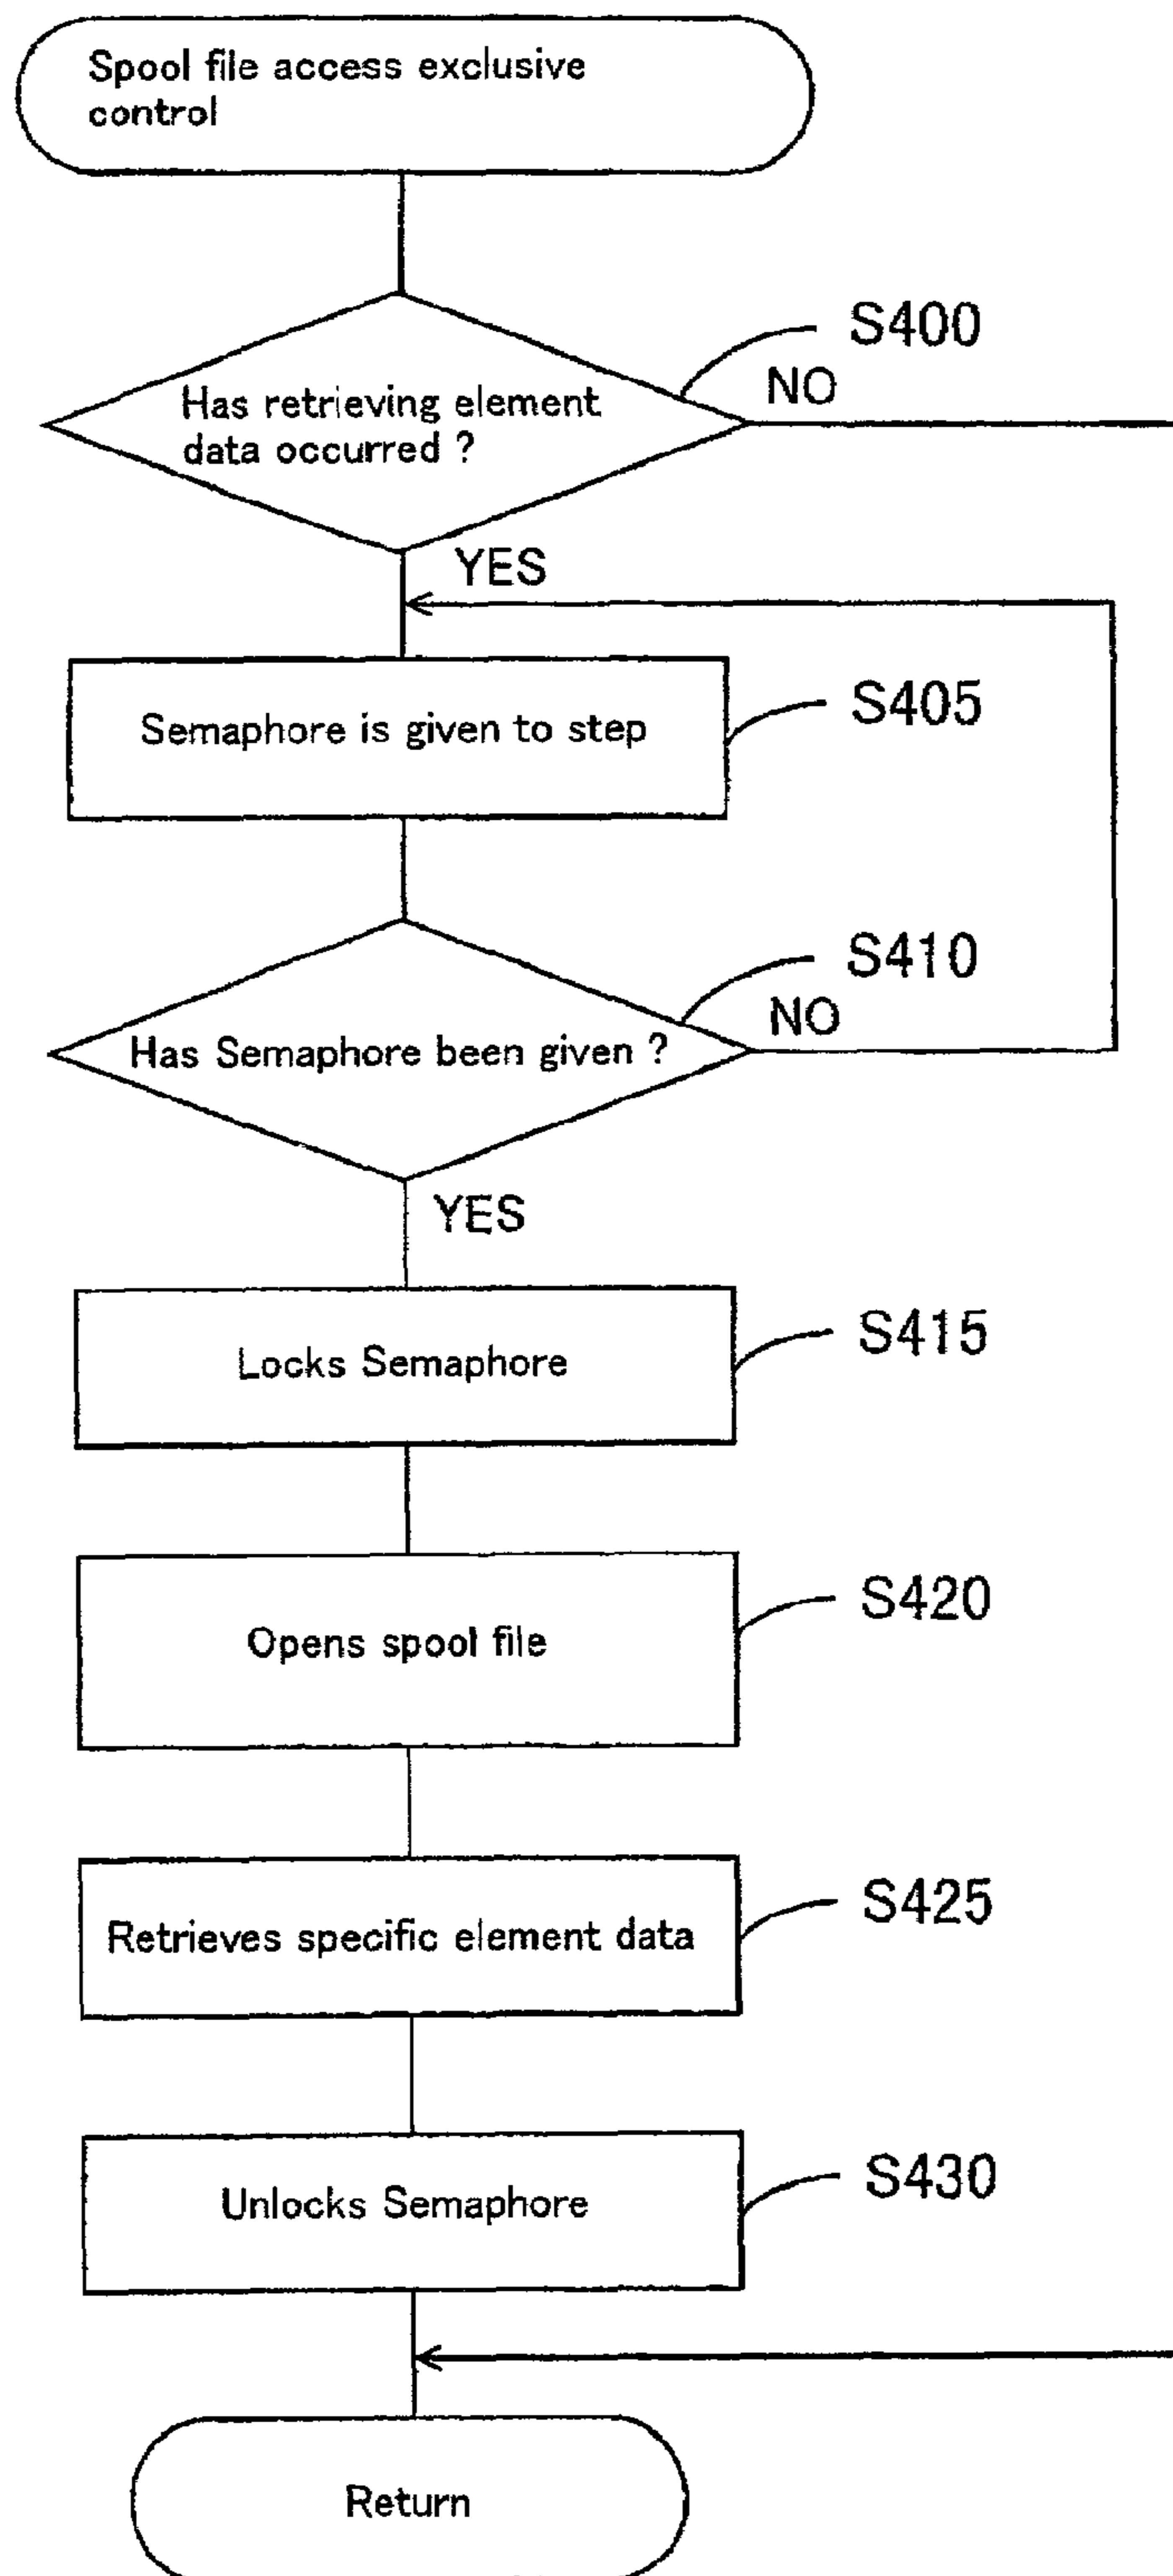 Spool file access exclusive
control
S400
NO
Has retrieving element
data occurred ?
YES
S405
Semaphore is given to step
S410
NO
Has Semaphore been given ?
YES
S415
Locks Semaphore
S420
Opens spool file
S425
Retrieves specific element data
S430
Unlocks Semaphore
Return